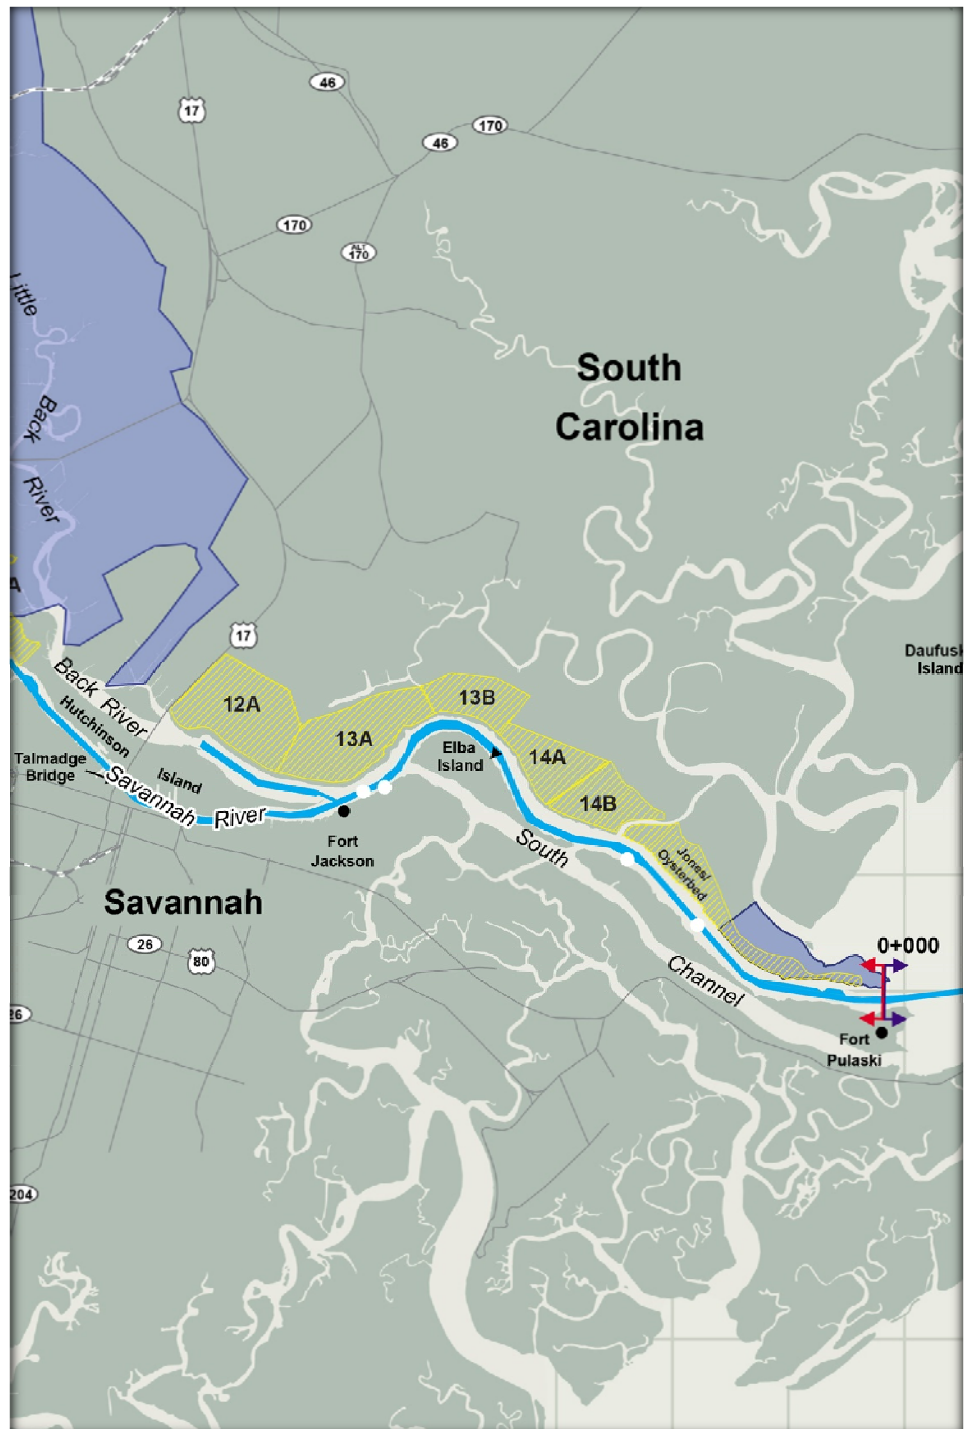 46
17
170
46
170
ALT
170
Little
Back
River
South
Carolina
A
17
Daufusk
Island
Back River
Hutchinson
Island
12A
13A
13B
14A
14B
Elba
Island
Talmadge
Bridge
Savannah River
Fort
Jackson
South
Channel
Jones/
Oysterbed
Savannah
26
80
0+000
26
Fort
Pulaski
204